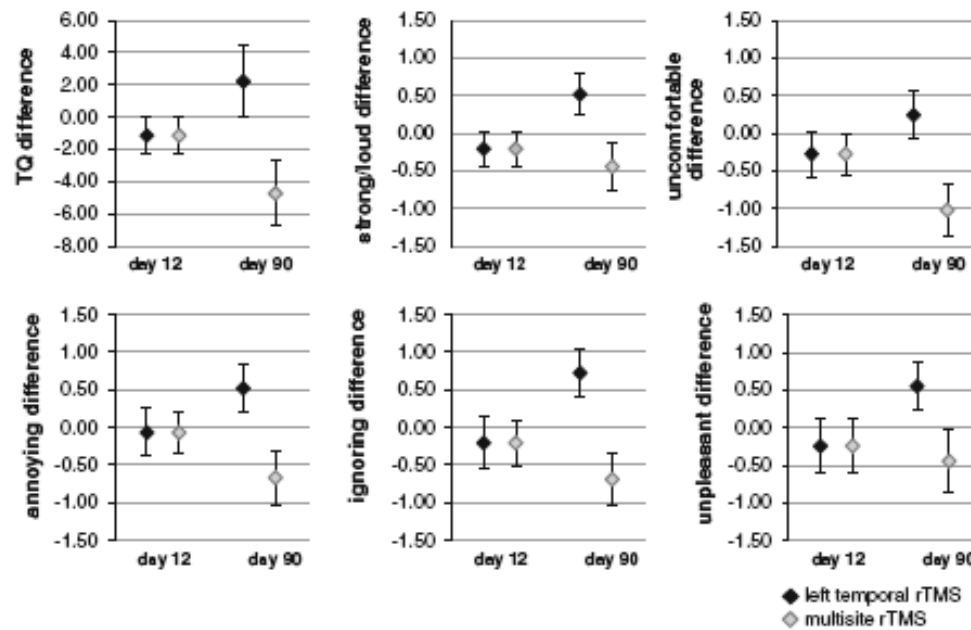 TQ difference
6.00
4.00
2.00
0.00
-2.00
-4.00
-6.00
-8.00
day 12 day 90
strong/loud difference
1.50
1.00
0.50
0.00
-0.50
-1.00
-1.50
day 12 day 90
uncomfortable
difference
1.50
1.00
0.50
0.00
-0.50
-1.00
-1.50
day 12 day 90
annoying difference
1.50
1.00
0.50
0.00
-0.50
-1.00
-1.50
day 12 day 90
ignoring difference
1.50
1.00
0.50
0.00
-0.50
-1.00
-1.50
day 12 day 90
unpleasant difference
1.50
1.00
0.50
0.00
-0.50
-1.00
-1.50
day 12 day 90
left temporal rTMS
multisite rTMS